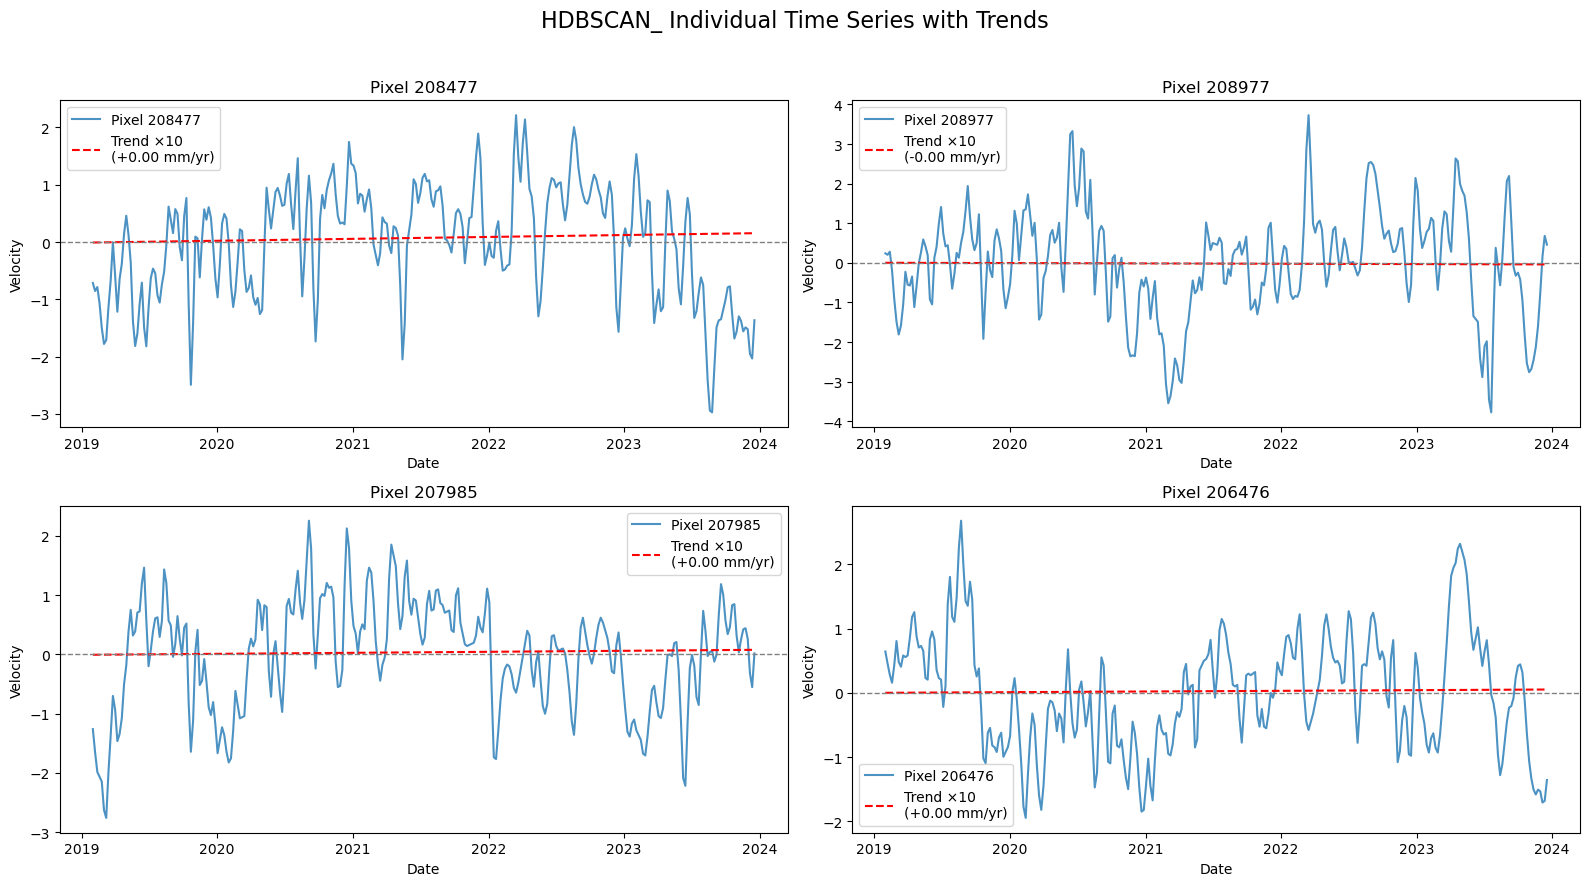 HDBSCAN_ Individual Time Series with Trends
Pixel 208477
Pixel 208477
Trend ×10
(+0.00 mm/yr)
2
1
0
−1
−2
−3
Velocity
2019 2020 2021 2022 2023 2024
Date
Pixel 208977
Pixel 208977
Trend ×10
(-0.00 mm/yr)
4
3
2
1
0
−1
−2
−3
−4
Velocity
2019 2020 2021 2022 2023 2024
Date
Pixel 207985
Pixel 207985
Trend ×10
(+0.00 mm/yr)
2
1
0
−1
−2
−3
Velocity
2019 2020 2021 2022 2023 2024
Date
Pixel 206476
2
1
0
−1
−2
Velocity
Pixel 206476
Trend ×10
(+0.00 mm/yr)
2019 2020 2021 2022 2023 2024
Date